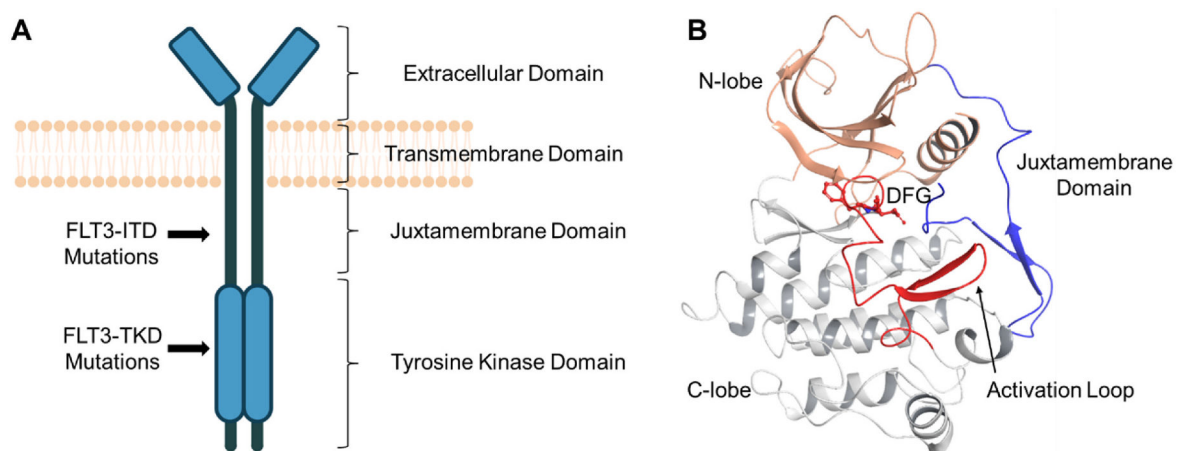 A
Extracellular Domain
Transmembrane Domain
FLT3-ITD
Mutations
Juxtamembrane Domain
FLT3-TKD
Mutations
Tyrosine Kinase Domain
B
N-lobe
DFG
Juxtamembrane
Domain
C-lobe
Activation Loop